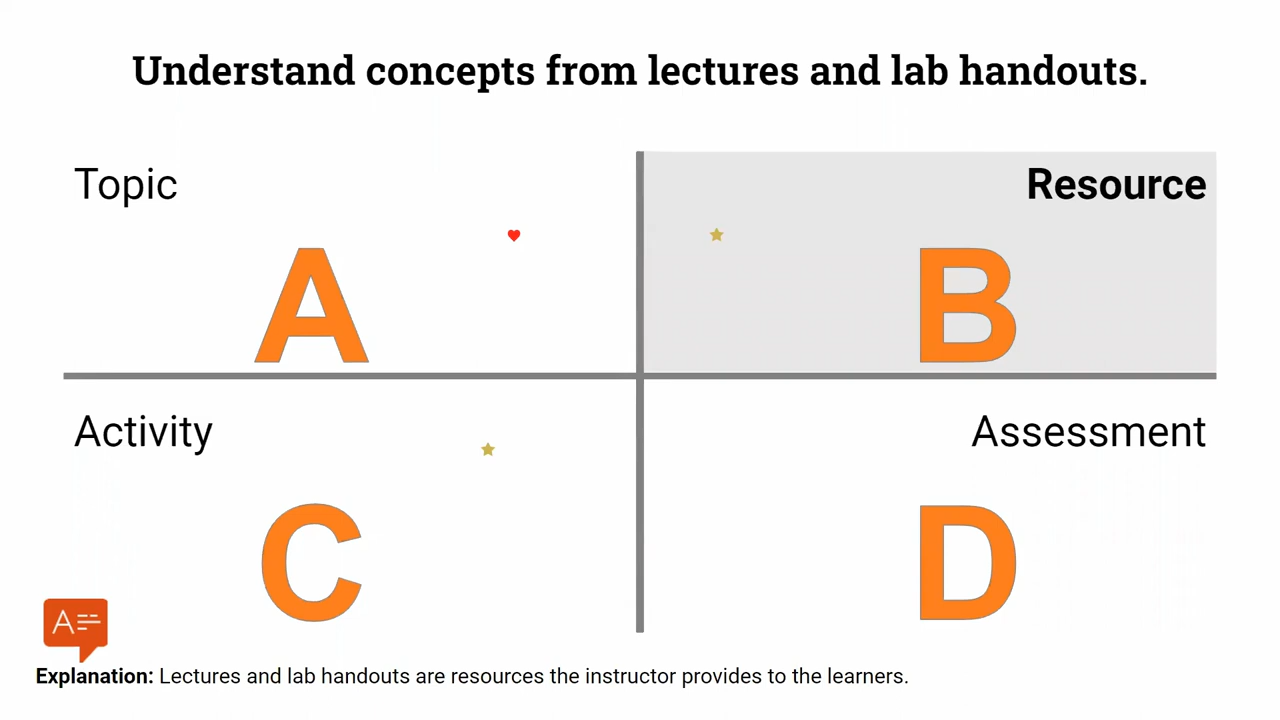 Understand concepts from lectures and lab handouts.
Topic
Resource
A
B
Activity
Assessment
C
D
A
Explanation: Lectures and lab handouts are resources the instructor provides to the learners.